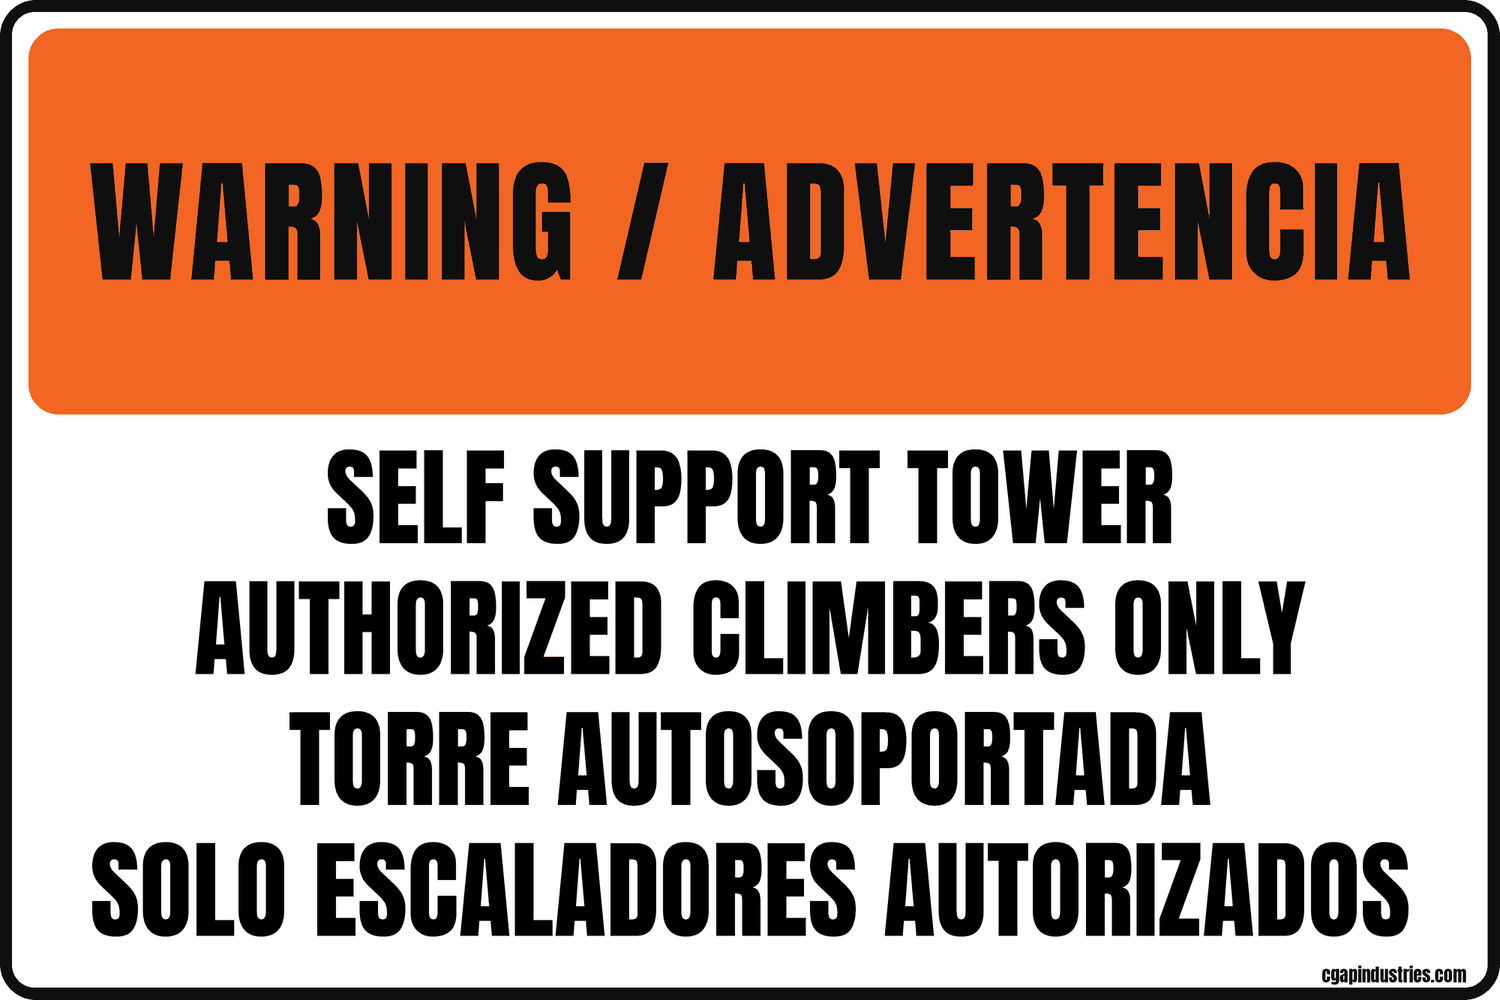 WARNING / ADVERTENCIA
SELF SUPPORT TOWER
AUTHORIZED CLIMBERS ONLY
TORRE AUTOSOPORTADA
SOLO ESCALADORES AUTORIZADOS
cgapindustries.com